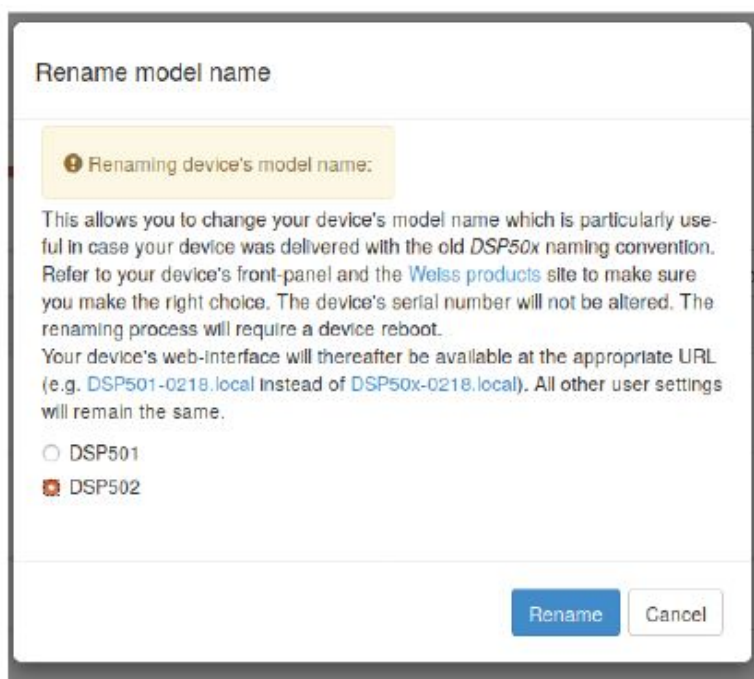 Rename model name
Renaming device's model name:
This allows you to change your device's model name which is particularly use-
ful in case your device was delivered with the old DSP50x naming convention.
Refer to your device's front-panel and the Weiss products site to make sure
you make the right choice. The device's serial number will not be altered. The
renaming process will require a device reboot.
Your device's web-interface will thereafter be available at the appropriate URL
(e.g. DSP501-0218.local instead of DSP50x-0218.local). All other user settings
will remain the same.
DSP501
DSP502
Rename Cancel